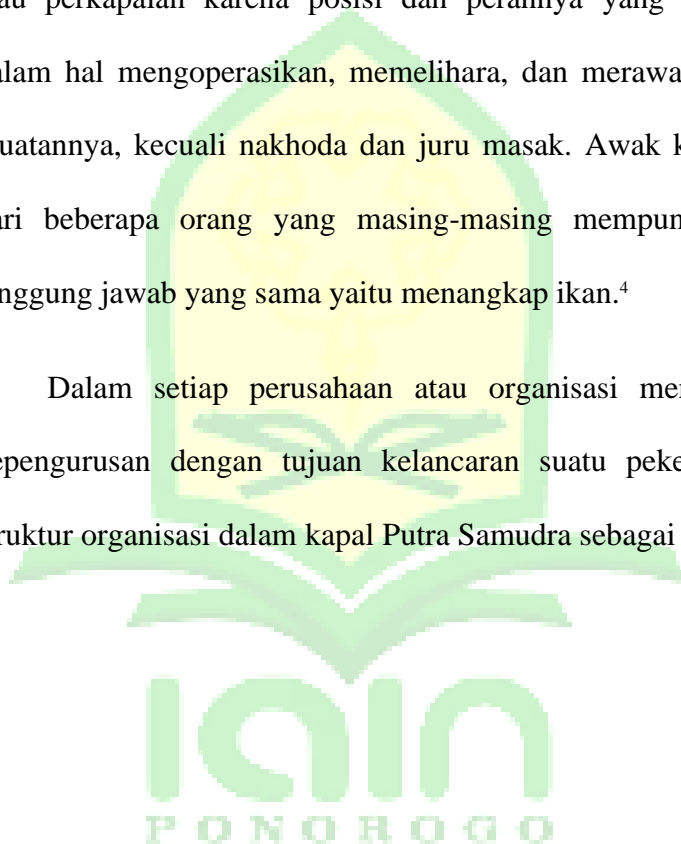 perkapalan karena posisi dan perannya yang
alam hal mengoperasikan, memelihara, dan merawa
uatannya, kecuali nakhoda dan juru masak. Awak k
ari beberapa orang yang masing-masing mempun
nggung jawab yang sama yaitu menangkap ikan.4
Dalam setiap perusahaan atau organisasi mer
epengurusan dengan tujuan kelancaran suatu peke
ruktur organisasi dalam kapal Putra Samudra sebagai
iain
PONOROGO